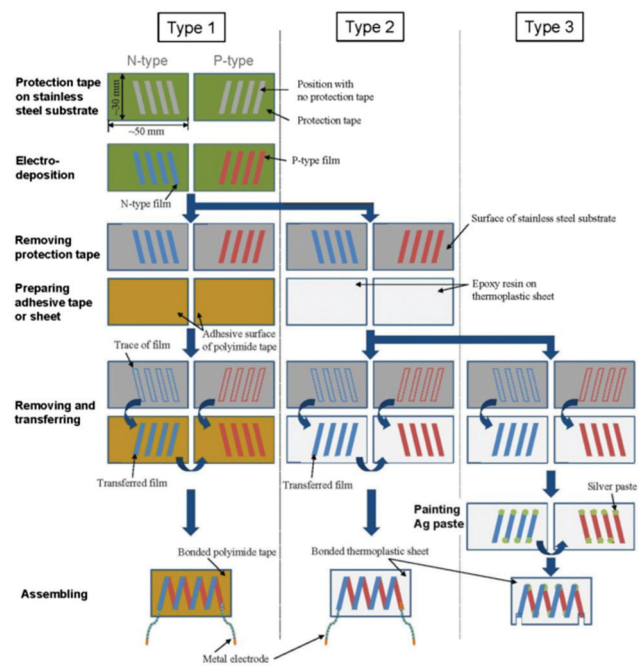 Type 1
Type 2
Type 3
N-type
P-type
Protection tape
on stainless
steel substrate
~30 mm
~50 mm
Position with
no protection tape
Protection tape
Electro-
deposition
P-type film
N-type film
Removing
protection tape
Surface of stainless steel substrate
Preparing
adhesive tape
or sheet
Epoxy resin on
thermoplastic sheet
Adhesive surface
of polyimide tape
Trace of film
Removing and
transferring
Transferred film
Transferred film
Painting
Ag paste
Silver paste
Bonded polyimide tape
Bonded thermoplastic sheet
Assembling
Metal electrode